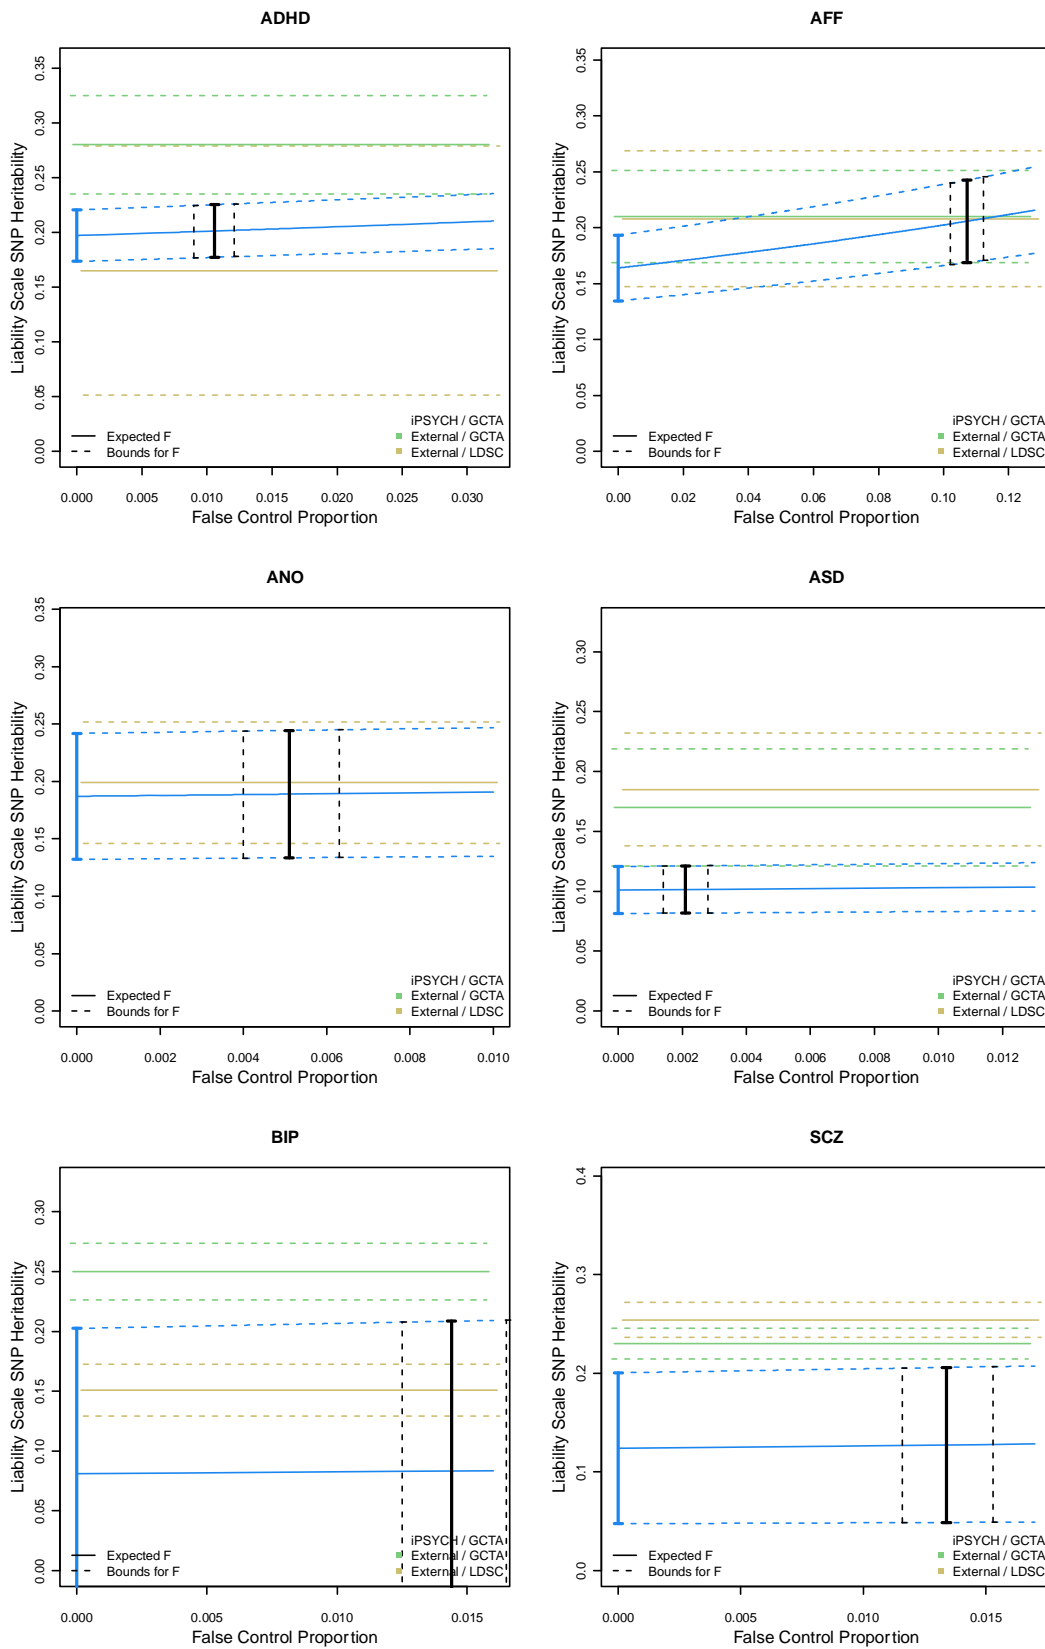 ADHD
Liability Scale SNP Heritability
0.00 0.05 0.10 0.15 0.20 0.25 0.30 0.35
Expected F
Bounds for F
iPSYCH / GCTA
External / GCTA
External / LDSC
0.000 0.005 0.010 0.015 0.020 0.025 0.030
False Control Proportion
AFF
Liability Scale SNP Heritability
0.00 0.05 0.10 0.15 0.20 0.25 0.30 0.35
Expected F
Bounds for F
iPSYCH / GCTA
External / GCTA
External / LDSC
0.00 0.02 0.04 0.06 0.08 0.10 0.12
False Control Proportion
ANO
Liability Scale SNP Heritability
0.00 0.05 0.10 0.15 0.20 0.25 0.30 0.35
Expected F
Bounds for F
iPSYCH / GCTA
External / GCTA
External / LDSC
0.000 0.002 0.004 0.006 0.008 0.010
False Control Proportion
ASD
Liability Scale SNP Heritability
0.00 0.05 0.10 0.15 0.20 0.25 0.30
Expected F
Bounds for F
iPSYCH / GCTA
External / GCTA
External / LDSC
0.000 0.002 0.004 0.006 0.008 0.010 0.012
False Control Proportion
BIP
Liability Scale SNP Heritability
0.00 0.05 0.10 0.15 0.20 0.25 0.30
Expected F
Bounds for F
iPSYCH / GCTA
External / GCTA
External / LDSC
0.000 0.005 0.010 0.015
False Control Proportion
SCZ
Liability Scale SNP Heritability
0.0 0.1 0.2 0.3 0.4
Expected F
Bounds for F
iPSYCH / GCTA
External / GCTA
External / LDSC
0.000 0.005 0.010 0.015
False Control Proportion